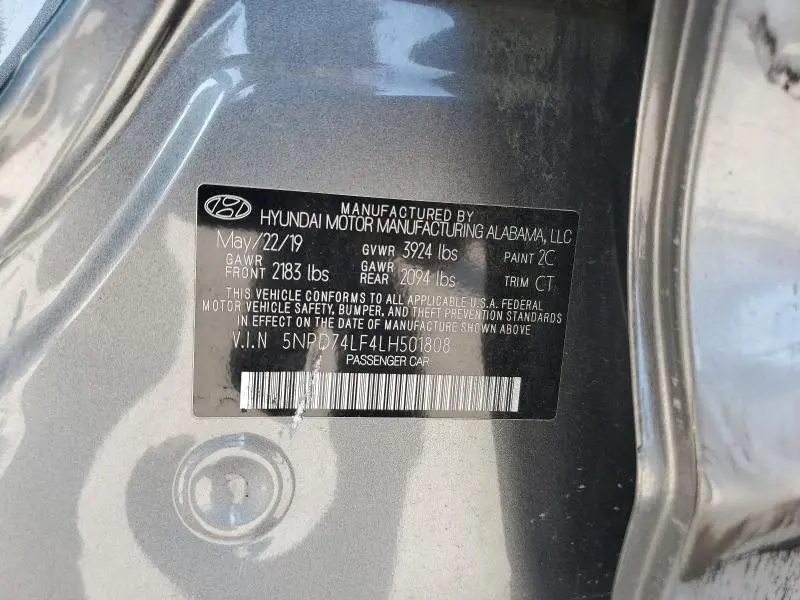 MANUFACTURED BY
HYUNDAI MOTOR MANUFACTURING ALABAMA, LLC
May/22/19 GVWR 3924 lbs PAINT 2C
GAWR FRONT 2183 lbs GAWR REAR 2094 lbs TRIM CT
THIS VEHICLE CONFORMS TO ALL APPLICABLE U.S.A. FEDERAL
MOTOR VEHICLE SAFETY, BUMPER, AND THEFT PREVENTION STANDARDS
IN EFFECT ON THE DATE OF MANUFACTURE SHOWN ABOVE.
V.I.N 5NPD74LF4LH501808
PASSENGER CAR